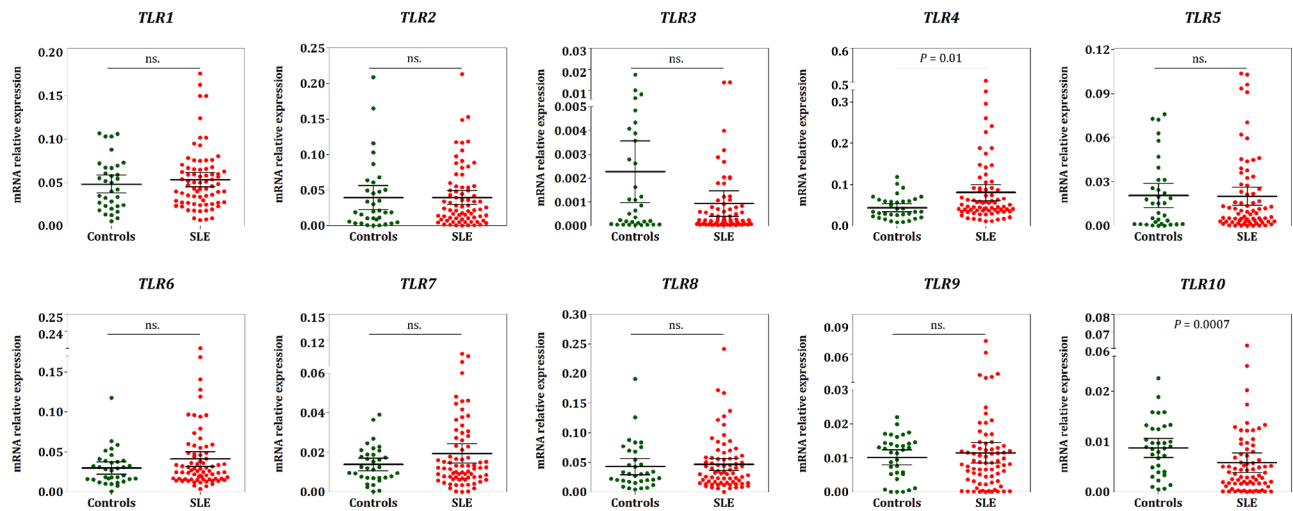 TLR1
mRNA relative expression
0.20
0.15
0.10
0.05
0.00
ns.
Controls SLE
TLR2
mRNA relative expression
0.25
0.20
0.15
0.10
0.05
0.00
ns.
Controls SLE
TLR3
mRNA relative expression
0.03
0.02
0.01
0.005
0.004
0.003
0.002
0.001
0.000
ns.
Controls SLE
TLR4
mRNA relative expression
0.6
0.5
0.3
0.2
0.1
0.0
P = 0.01
Controls SLE
TLR5
mRNA relative expression
0.12
0.09
0.06
0.03
0.00
ns.
Controls SLE
TLR6
mRNA relative expression
0.25
0.24
0.20
0.15
0.10
0.05
0.00
ns.
Controls SLE
TLR7
mRNA relative expression
0.15
0.12
0.06
0.04
0.02
0.00
ns.
Controls SLE
TLR8
mRNA relative expression
0.30
0.25
0.20
0.15
0.10
0.05
0.00
ns.
Controls SLE
TLR9
mRNA relative expression
0.09
0.06
0.03
0.03
0.02
0.01
0.00
ns.
Controls SLE
TLR10
mRNA relative expression
0.08
0.07
0.06
0.02
0.01
0.00
P = 0.0007
Controls SLE